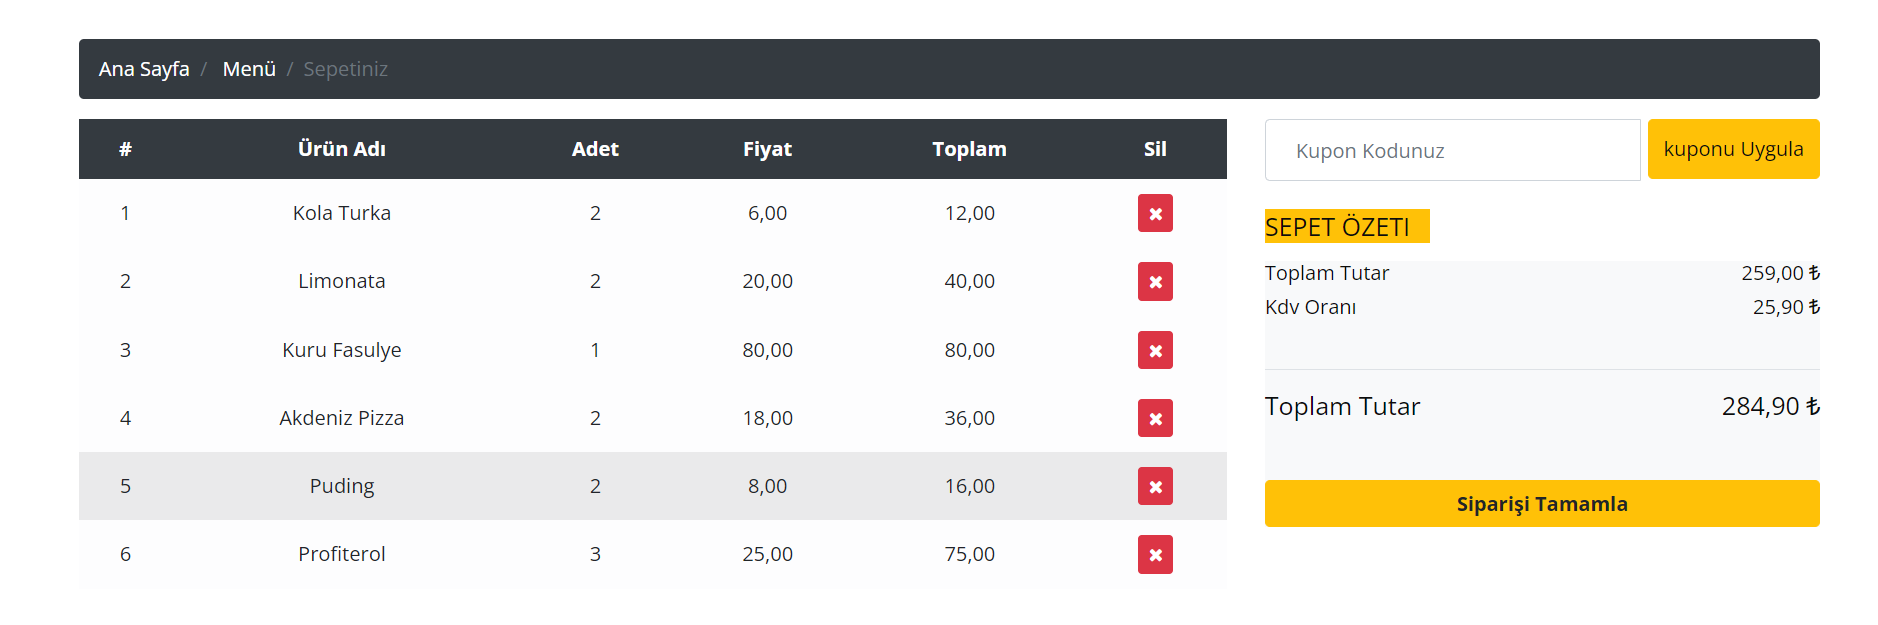 Ana Sayfa / Menü / Sepetiniz
# Ürün Adı Adet Fiyat Toplam Sil
1 Kola Turka 2 6,00 12,00
2 Limonata 2 20,00 40,00
3 Kuru Fasulye 1 80,00 80,00
4 Akdeniz Pizza 2 18,00 36,00
5 Puding 2 8,00 16,00
6 Profiterol 3 25,00 75,00
Kupon Kodunuz kuponu Uygula
SEPET ÖZETI
Toplam Tutar 259,00 ₺
Kdv Oranı 25,90 ₺
Toplam Tutar 284,90 ₺
Siparişi Tamamla